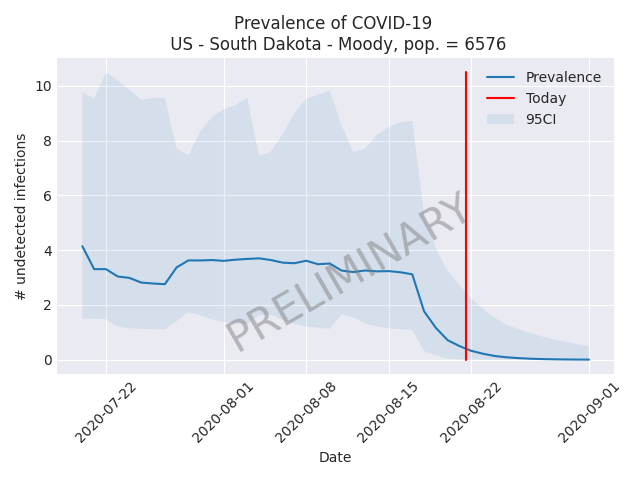 Prevalence of COVID-19
US - South Dakota - Moody, pop. = 6576
Prevalence
Today
95CI
PRELIMINARY
# undetected infections
10
8
6
4
2
0
2020-07-22
2020-08-01
2020-08-08
2020-08-15
2020-08-22
2020-09-01
Date